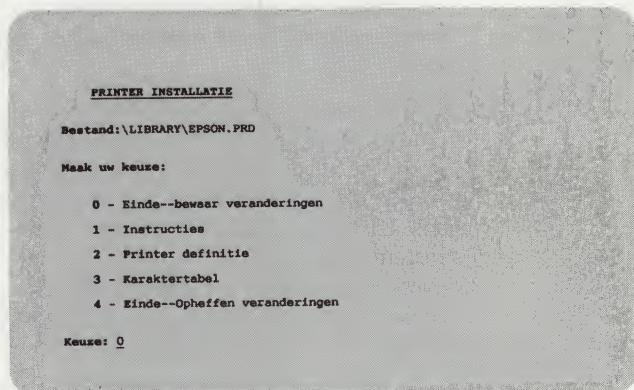 PRINTER INSTALLATIE
Bestand:\LIBRARY\EPSON.PRD
Maak uw keuze:
0 - Einde--bewaar veranderingen
1 - Instructies
2 - Printer definitie
3 - Karaktertabel
4 - Einde--Opheffen veranderingen
Keuze: 0